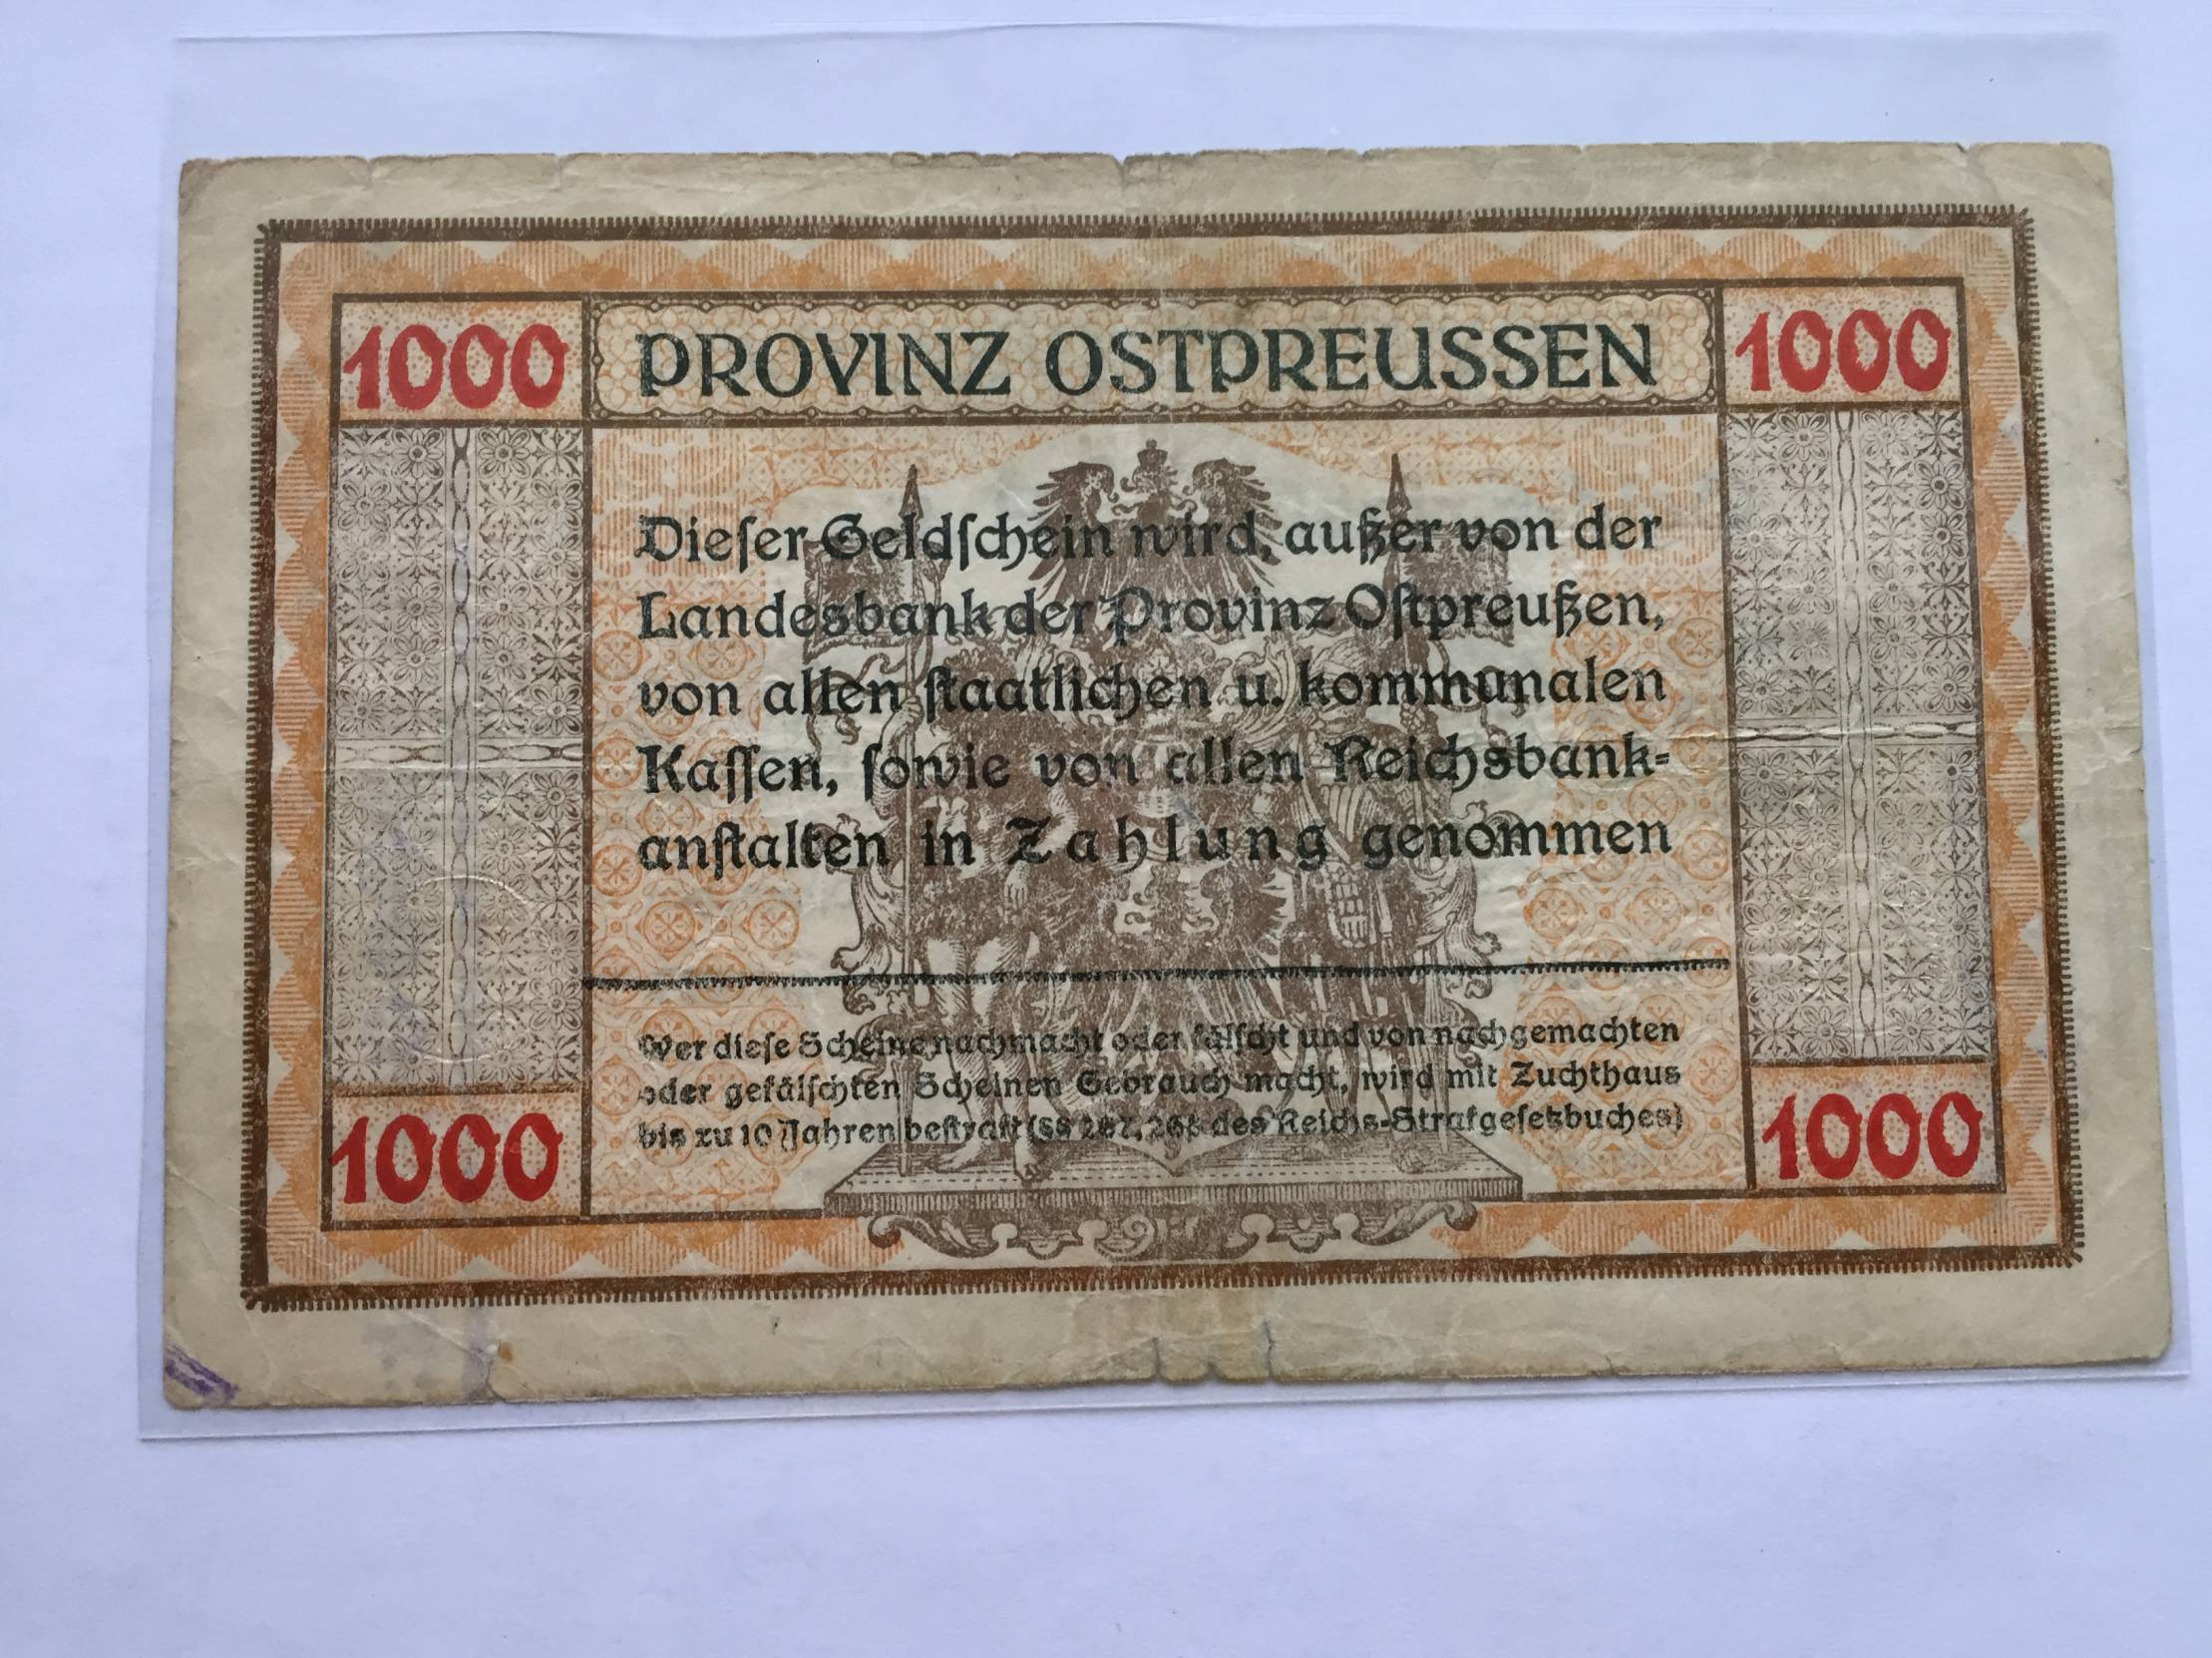 1000 PROVINZ OSTPREUSSEN 1000
Dieſer Geldſchein wird, außer von der
Landesbank der Provinz Oſtpreußen,
von allen ſtaatlichen u. kommunalen
Kaſſen, ſowie von allen Reichsbank=
anſtalten in Zahlung genommen
Wer dieſe Scheine nachmacht oder fälſcht und von nachgemachten
oder gefälſchten Scheinen Gebrauch macht, wird mit Zuchthaus
bis zu 10 Jahren beſtraft (§§ 267, 268 des Reichs-Strafgeſetzbuches)
1000 1000